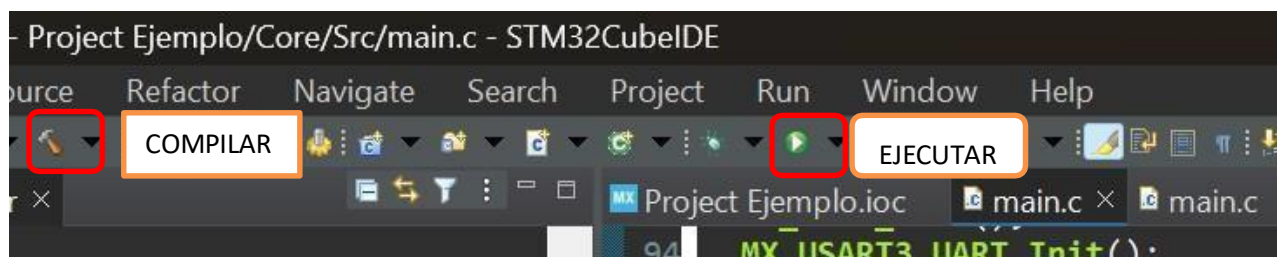 - Project Ejemplo/Core/Src/main.c - STM32CubeIDE
ource Refactor Navigate Search Project Run Window Help
COMPILAR EJECUTAR
r × Project Ejemplo.ioc main.c × main.c
94 MX_USART3_UART_Init();